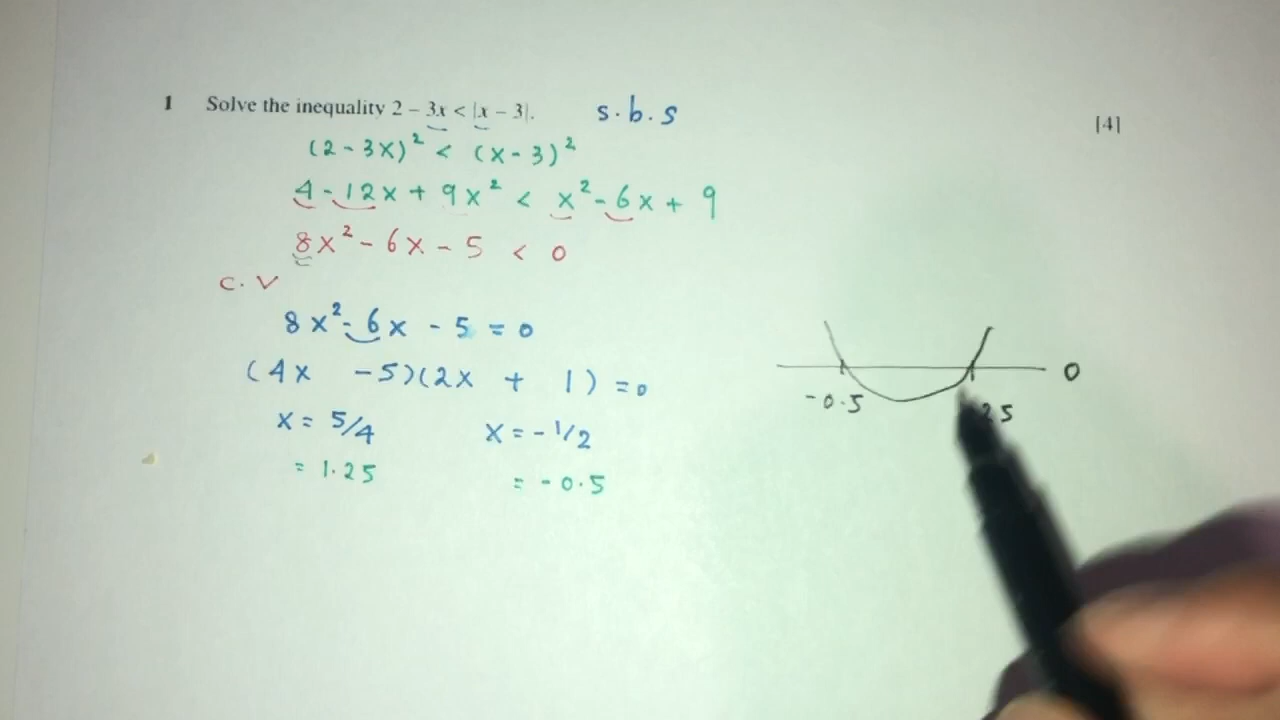 1 Solve the inequality 2 – 3x < |x – 3|. s.b.s [4]
(2 - 3x)² < (x - 3)²
4 - 12x + 9x² < x² - 6x + 9
8x² - 6x - 5 < 0
C.V
8x² - 6x - 5 = 0
(4x - 5)(2x + 1) = 0
x = 5/4 x = - 1/2
= 1.25 = - 0.5
0
-0.5 25